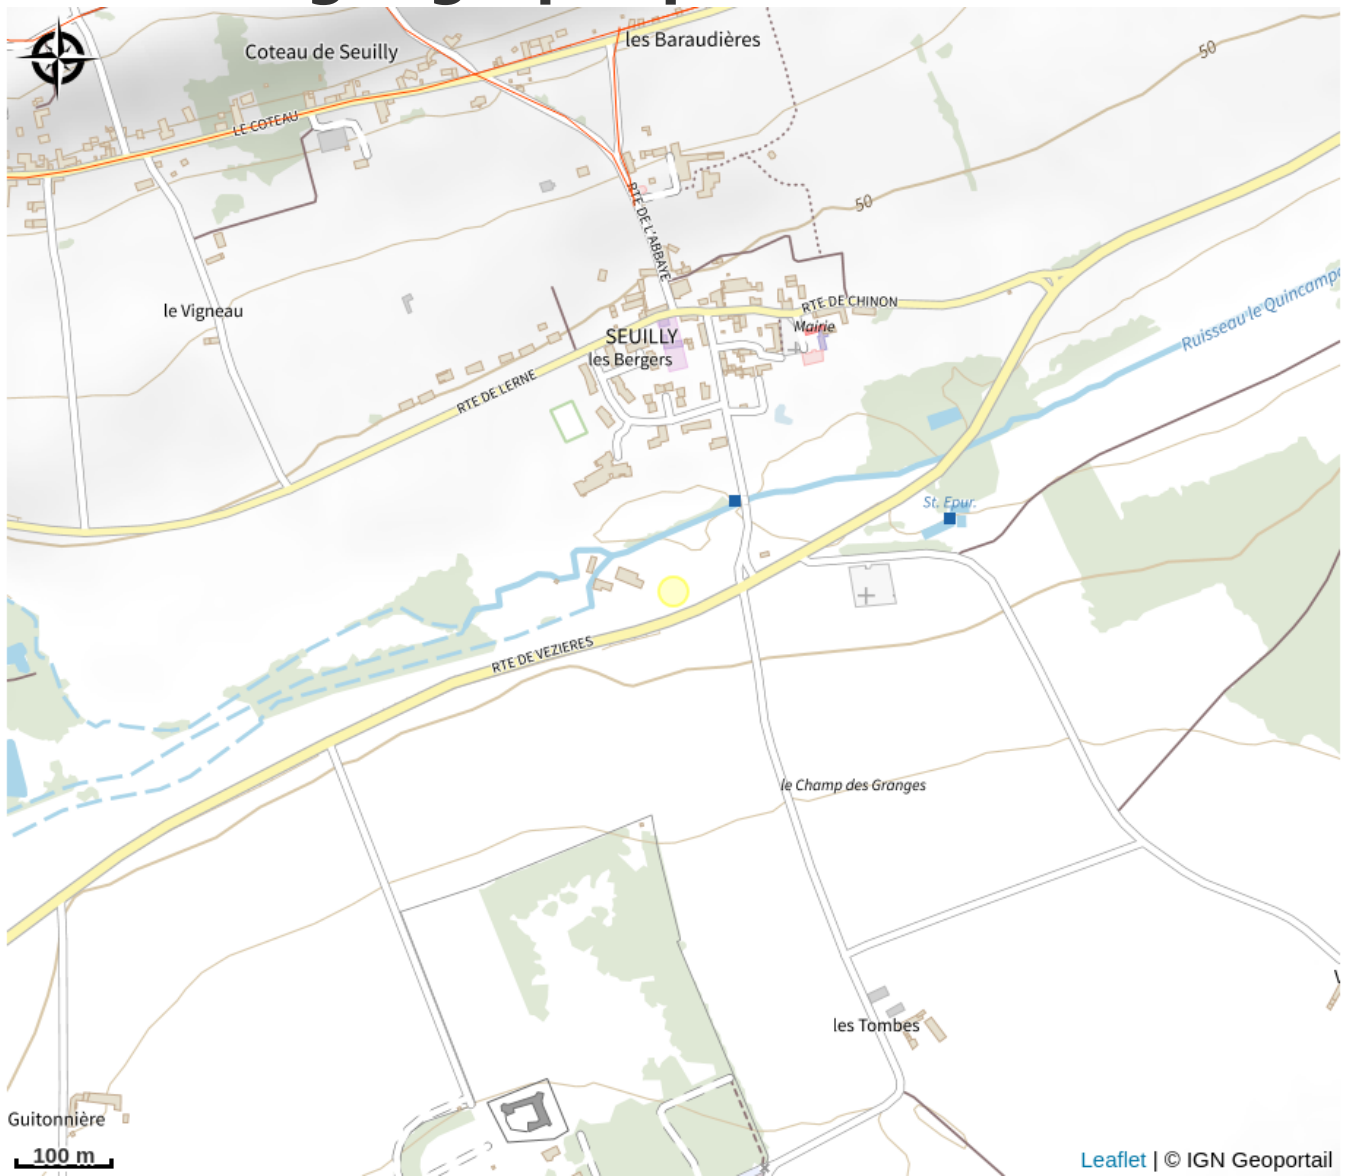 Coteau de Seuilly
les Baraudières
50
LE COTEAU
50
RTE DE L'ABBAYE
le Vigneau
RTE DE CHINON
Mairie
SEUILLY
les Bergers
Ruisseau le Quincampo
RTE DE LERNE
St. Epur.
RTE DE VEZIERES
le Champ des Granges
les Tombes
Guitonnière
100 m
Leaflet | © IGN Geoportail